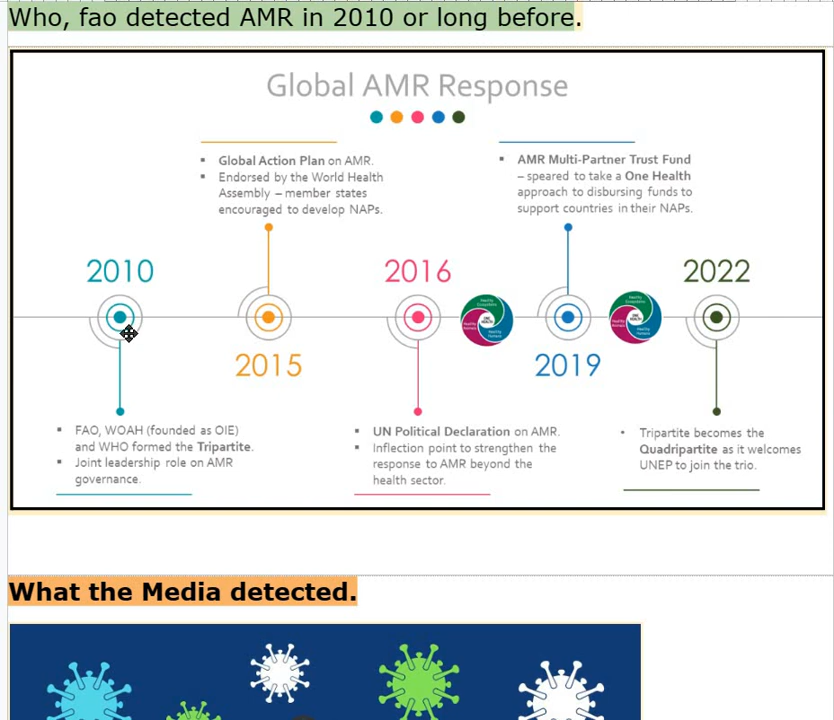 Who, fao detected AMR in 2010 or long before.
Global AMR Response
▪ Global Action Plan on AMR.
▪ Endorsed by the World Health
Assembly – member states
encouraged to develop NAPs.
▪ AMR Multi-Partner Trust Fund
– speared to take a One Health
approach to disbursing funds to
support countries in their NAPs.
2010
2015
2016
2019
2022
▪ FAO, WOAH (founded as OIE)
and WHO formed the Tripartite.
▪ Joint leadership role on AMR
governance.
▪ UN Political Declaration on AMR.
▪ Inflection point to strengthen the
response to AMR beyond the
health sector.
• Tripartite becomes the
Quadripartite as it welcomes
UNEP to join the trio.
What the Media detected.